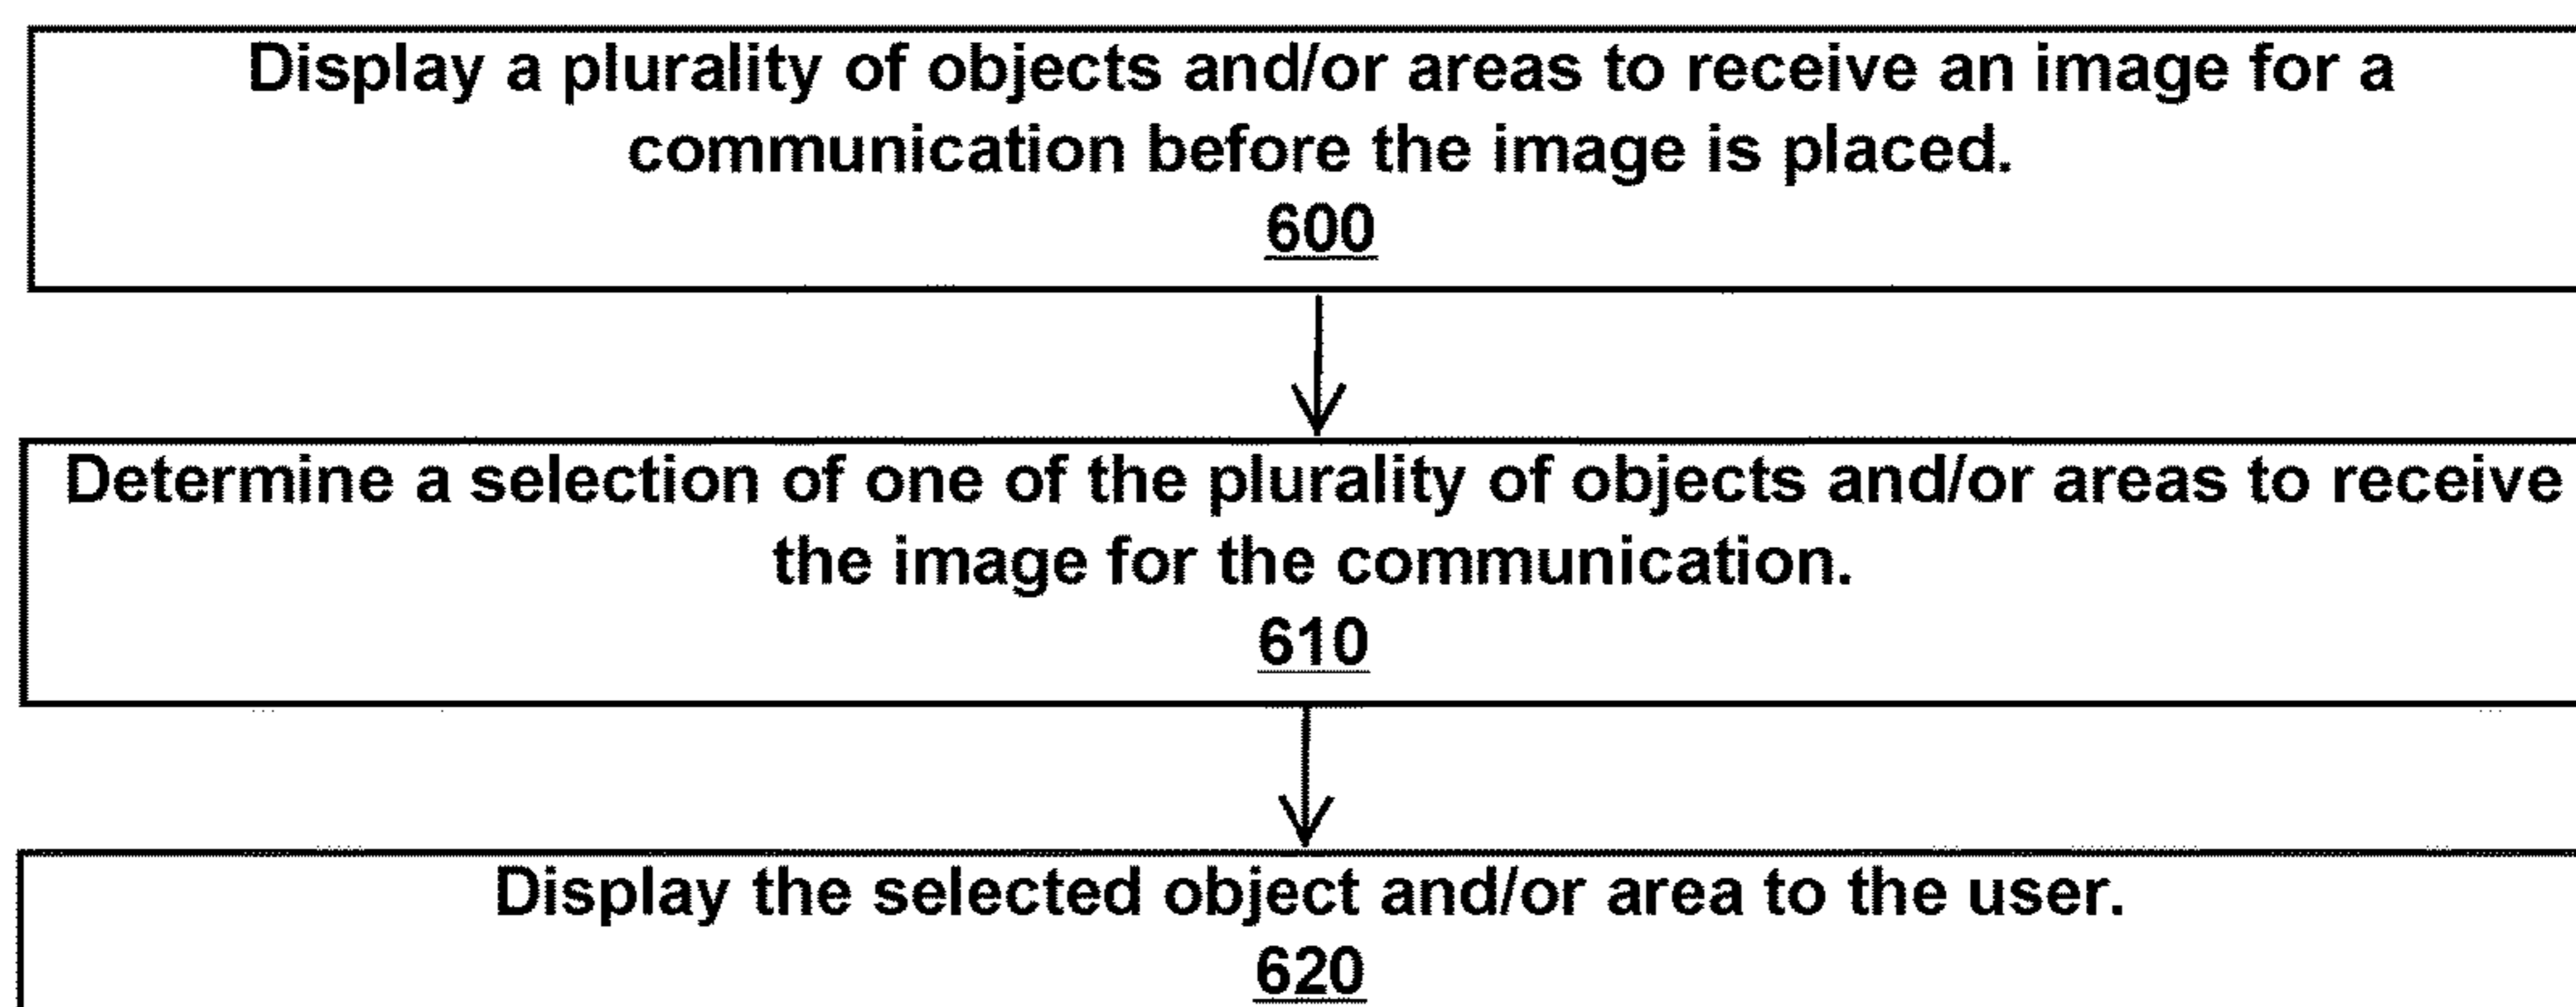 Display a plurality of objects and/or areas to receive an image for a
communication before the image is placed.
600
Determine a selection of one of the plurality of objects and/or areas to receive
the image for the communication.
610
Display the selected object and/or area to the user.
620